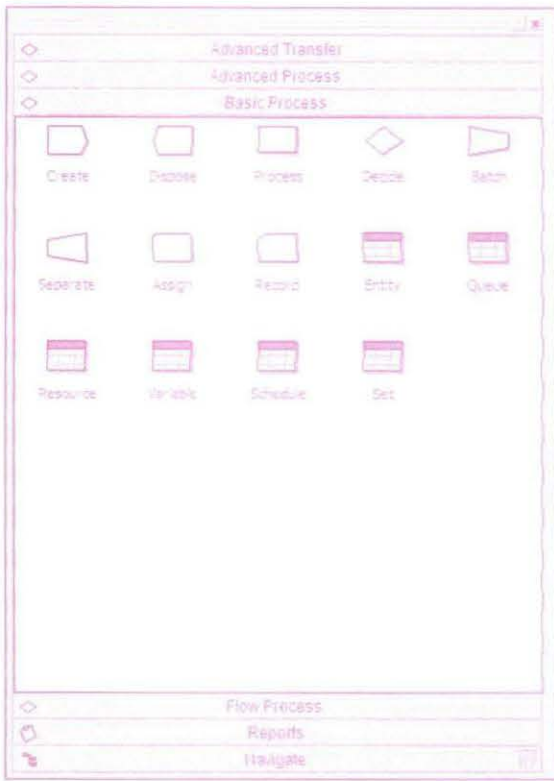 Advanced Transfer
Advanced Process
Basic Process
Create Dispose Process Decide Batch
Separate Assign Record Entity Queue
Resource Variable Schedule Set
Flow Process
Reports
Navigate